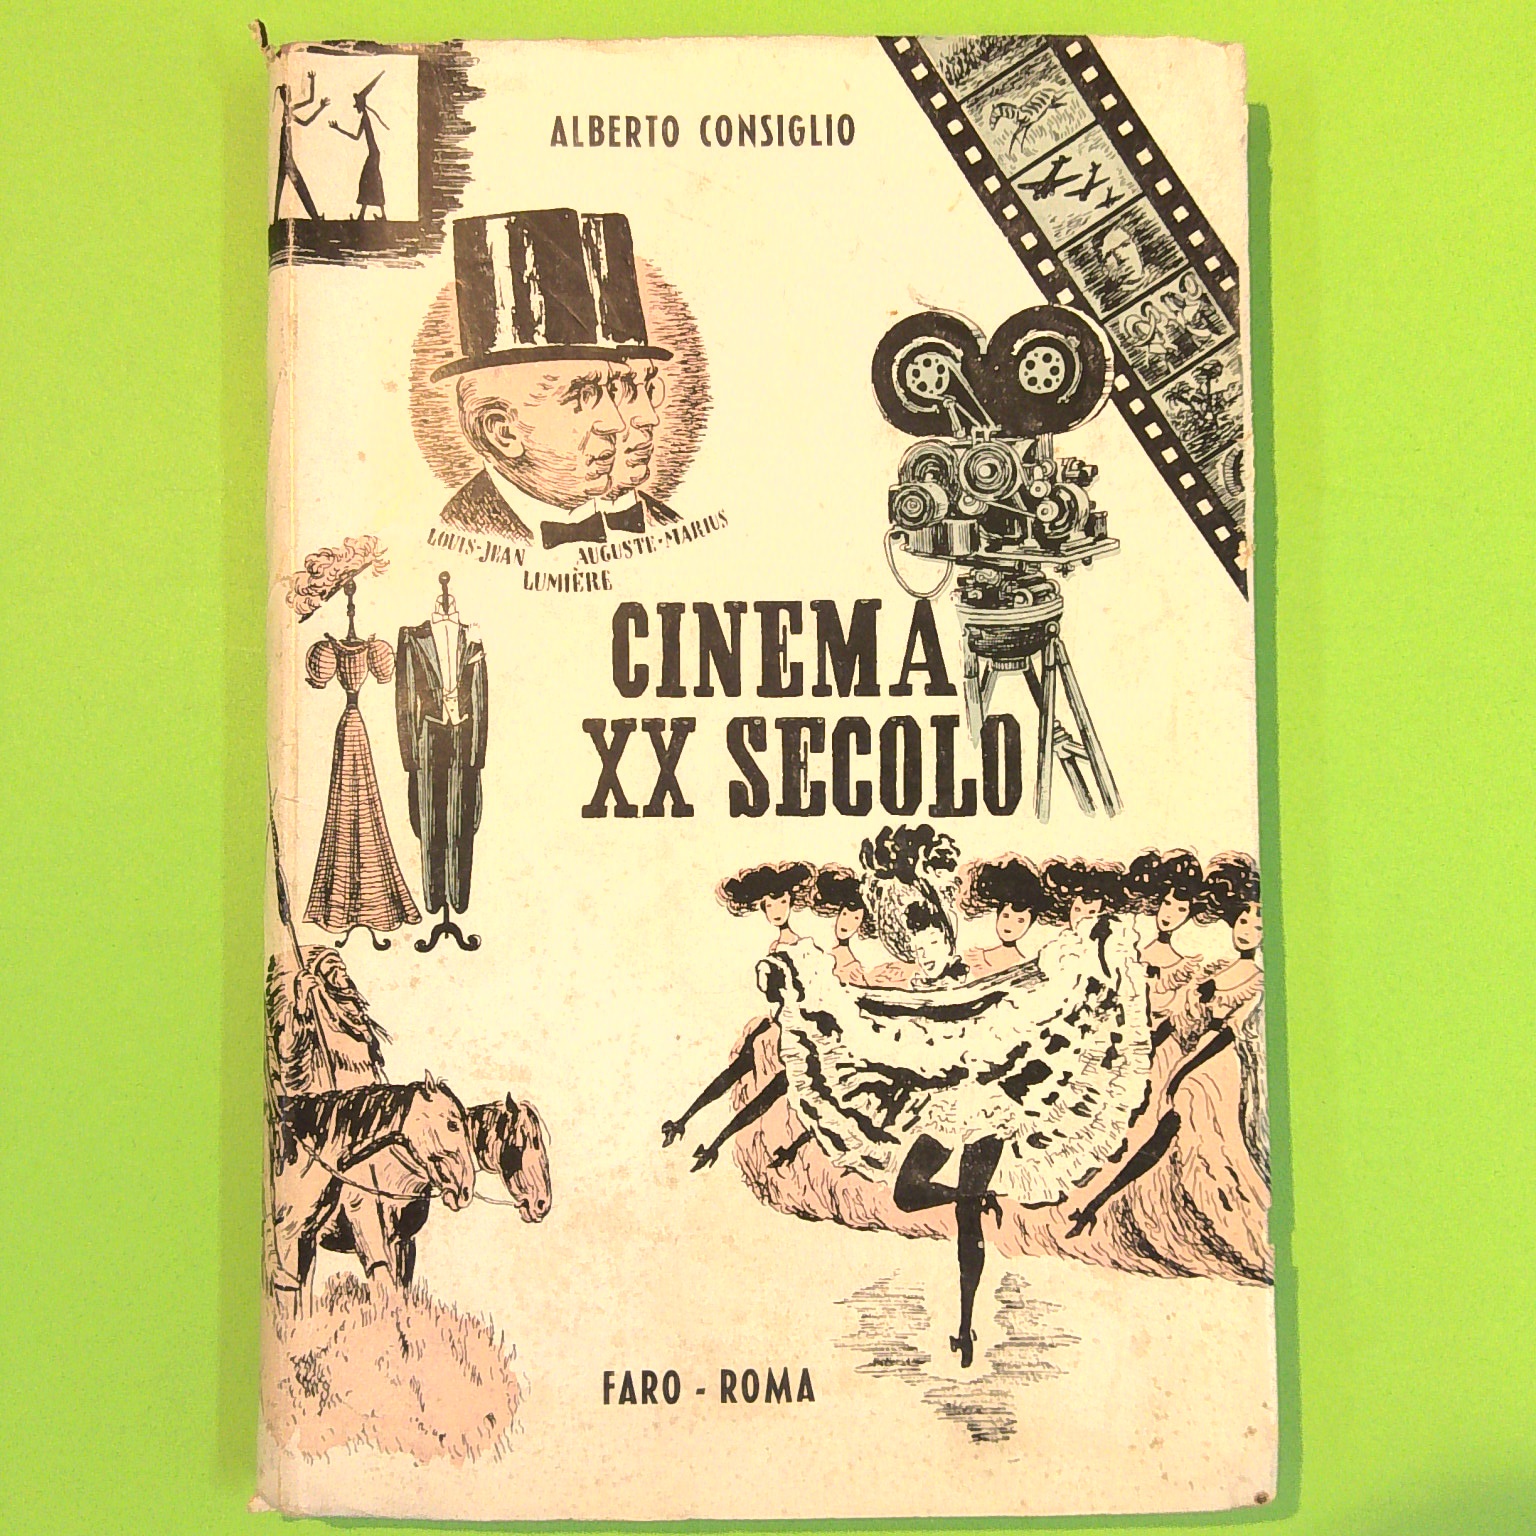 ALBERTO CONSIGLIO
LOUIS-JEAN AUGUSTE-MARIUS
LUMIÈRE
CINEMA
XX SECOLO
FARO - ROMA